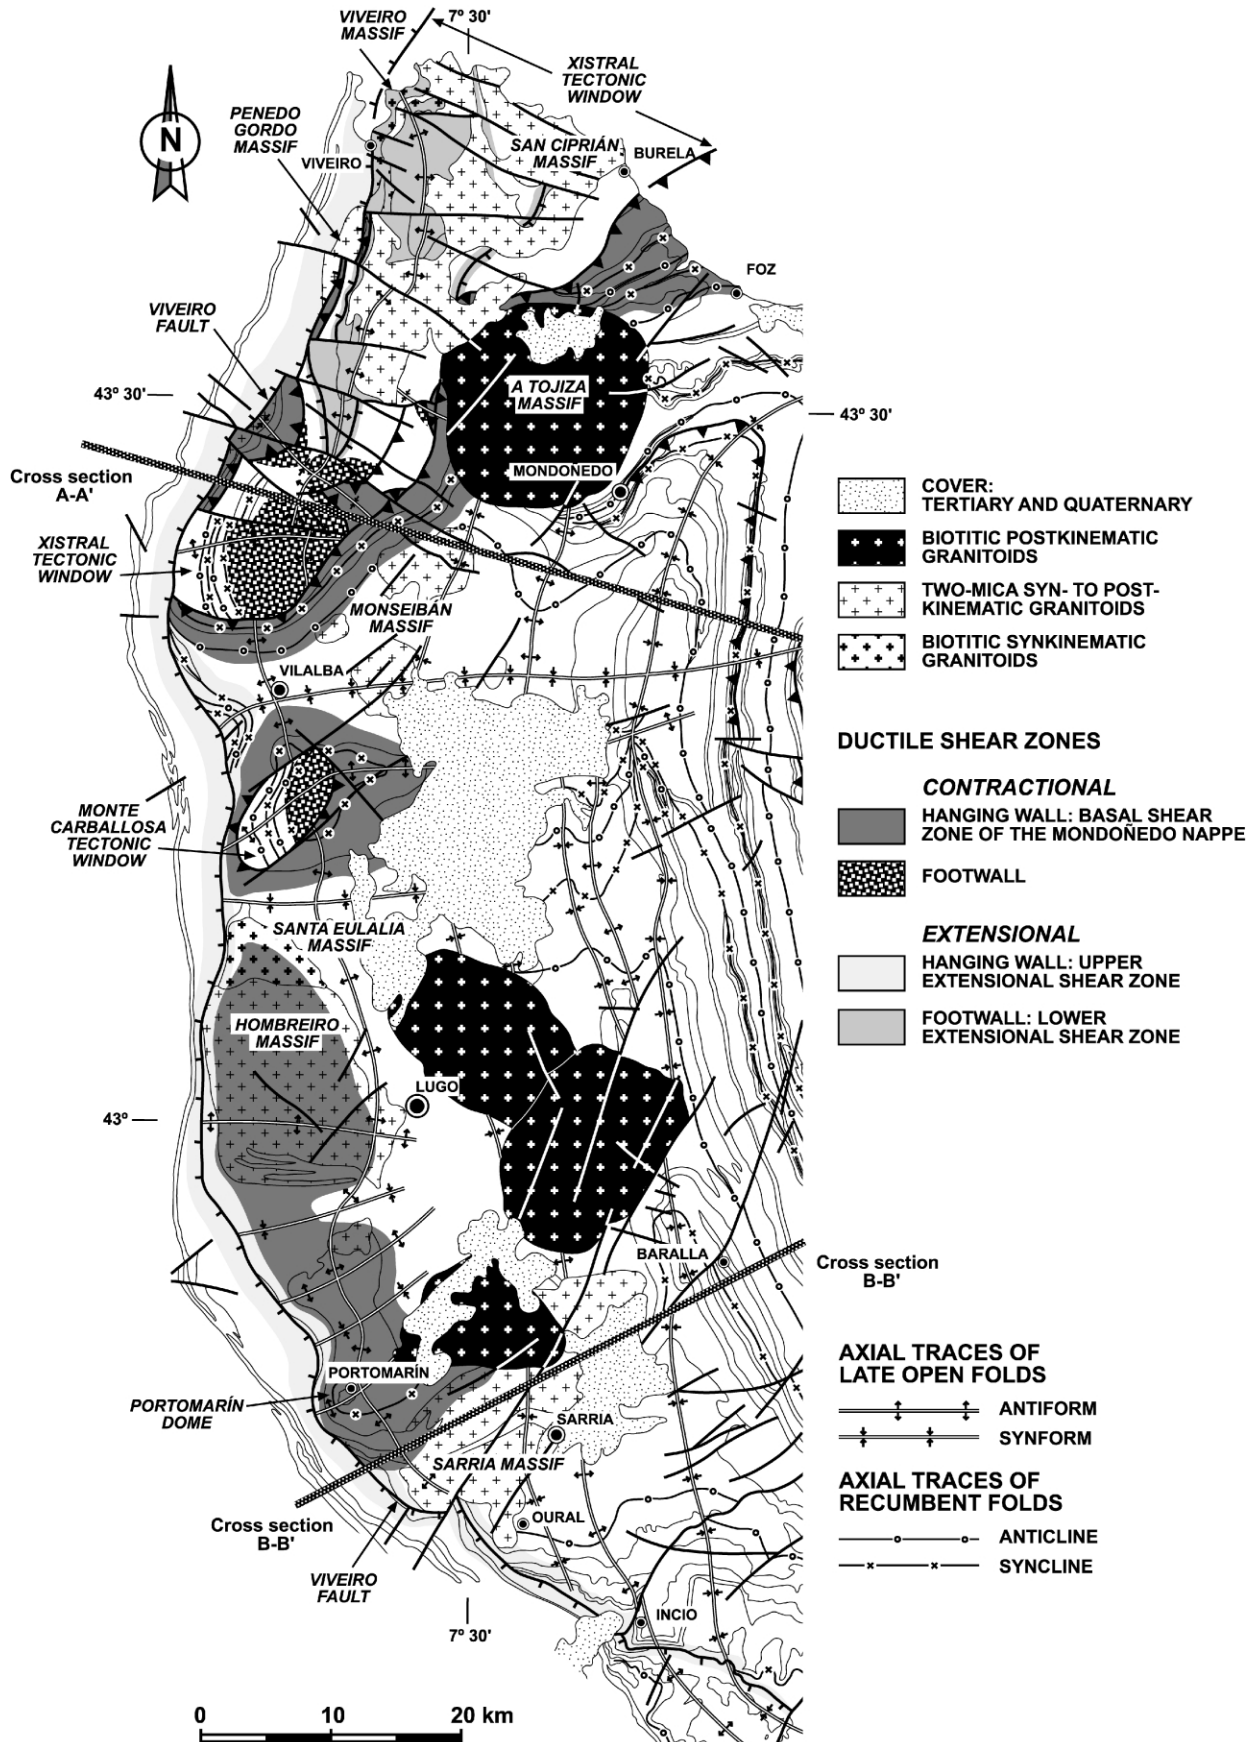 VIVEIRO
MASSIF
7º 30'
XISTRAL
TECTONIC
WINDOW
PENEDO
GORDO
MASSIF
N
VIVEIRO
SAN CIPRIÁN
MASSIF
BURELA
FOZ
VIVEIRO
FAULT
43º 30'
A TOJIZA
MASSIF
43º 30'
Cross section
A-A'
MONDOÑEDO
XISTRAL
TECTONIC
WINDOW
MONSEIBÁN
MASSIF
VILALBA
MONTE
CARBALLOSA
TECTONIC
WINDOW
SANTA EULALIA
MASSIF
HOMBREIRO
MASSIF
LUGO
43º
BARALLA
Cross section
B-B'
PORTOMARÍN
PORTOMARÍN
DOME
SARRIA
SARRIA MASSIF
OURAL
Cross section
B-B'
VIVEIRO
FAULT
INCIO
7º 30'
0 10 20 km
COVER:
TERTIARY AND QUATERNARY
BIOTITIC POSTKINEMATIC
GRANITOIDS
TWO-MICA SYN- TO POST-
KINEMATIC GRANITOIDS
BIOTITIC SYNKINEMATIC
GRANITOIDS
DUCTILE SHEAR ZONES
CONTRACTIONAL
HANGING WALL: BASAL SHEAR
ZONE OF THE MONDOÑEDO NAPPE
FOOTWALL
EXTENSIONAL
HANGING WALL: UPPER
EXTENSIONAL SHEAR ZONE
FOOTWALL: LOWER
EXTENSIONAL SHEAR ZONE
AXIAL TRACES OF
LATE OPEN FOLDS
ANTIFORM
SYNFORM
AXIAL TRACES OF
RECUMBENT FOLDS
ANTICLINE
SYNCLINE